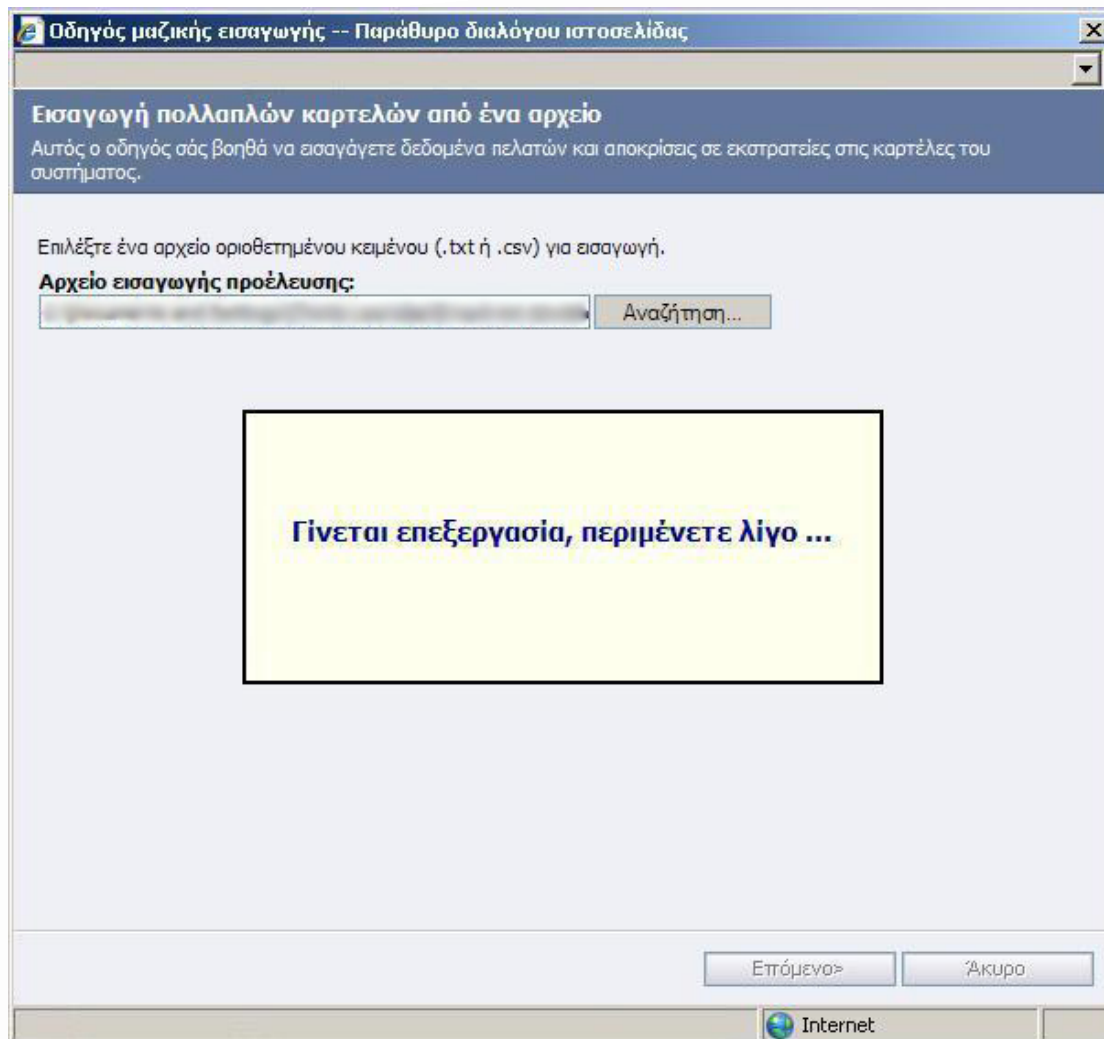 Οδηγός μαζικής εισαγωγής -- Παράθυρο διαλόγου ιστοσελίδας
Εισαγωγή πολλαπλών καρτελών από ένα αρχείο
Αυτός ο οδηγός σάς βοηθά να εισαγάγετε δεδομένα πελατών και αποκρίσεις σε εκστρατείες στις καρτέλες του
συστήματος.
Επιλέξτε ένα αρχείο οριοθετημένου κειμένου (.txt ή .csv) για εισαγωγή.
Αρχείο εισαγωγής προέλευσης:
Αναζήτηση...
Γίνεται επεξεργασία, περιμένετε λίγο ...
Επόμενο> Άκυρο
Internet